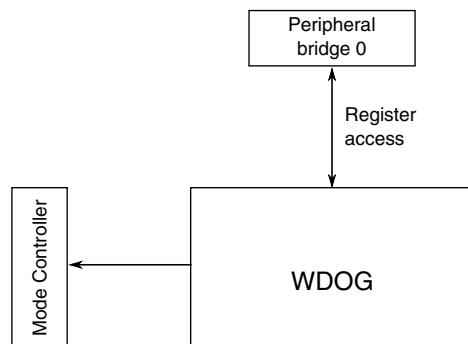 Peripheral
bridge 0
Register
access
Mode Controller
WDOG